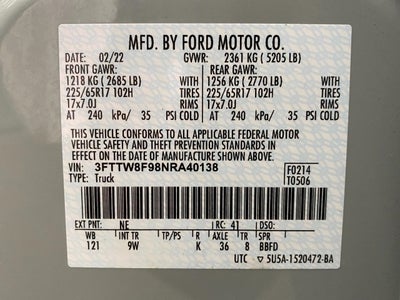 MFD. BY FORD MOTOR CO.
DATE: 02/22 GVWR: 2361 KG ( 5205 LB)
FRONT GAWR: REAR GAWR:
1218 KG ( 2685 LB) 1256 KG ( 2770 LB)
225/65R17 102H TIRES 225/65R17 102H TIRES
17x7.0J RIMS 17x7.0J RIMS
AT 240 kPa/ 35 PSI COLD AT 240 kPa/ 35 PSI COLD
THIS VEHICLE CONFORMS TO ALL APPLICABLE FEDERAL MOTOR
VEHICLE SAFETY AND THEFT PREVENTION STANDARDS IN
EFFECT ON THE DATE OF MANUFACTURE SHOWN ABOVE.
VIN: 3FTTW8F98NRA40138 F0214
TYPE: Truck T0506
EXT PNT: NE RC: 41 DSO:
WB INT TR TP/PS R AXLE TR SPR
121 9W K 36 8 BBFD
UTC 5U5A-1520472-BA